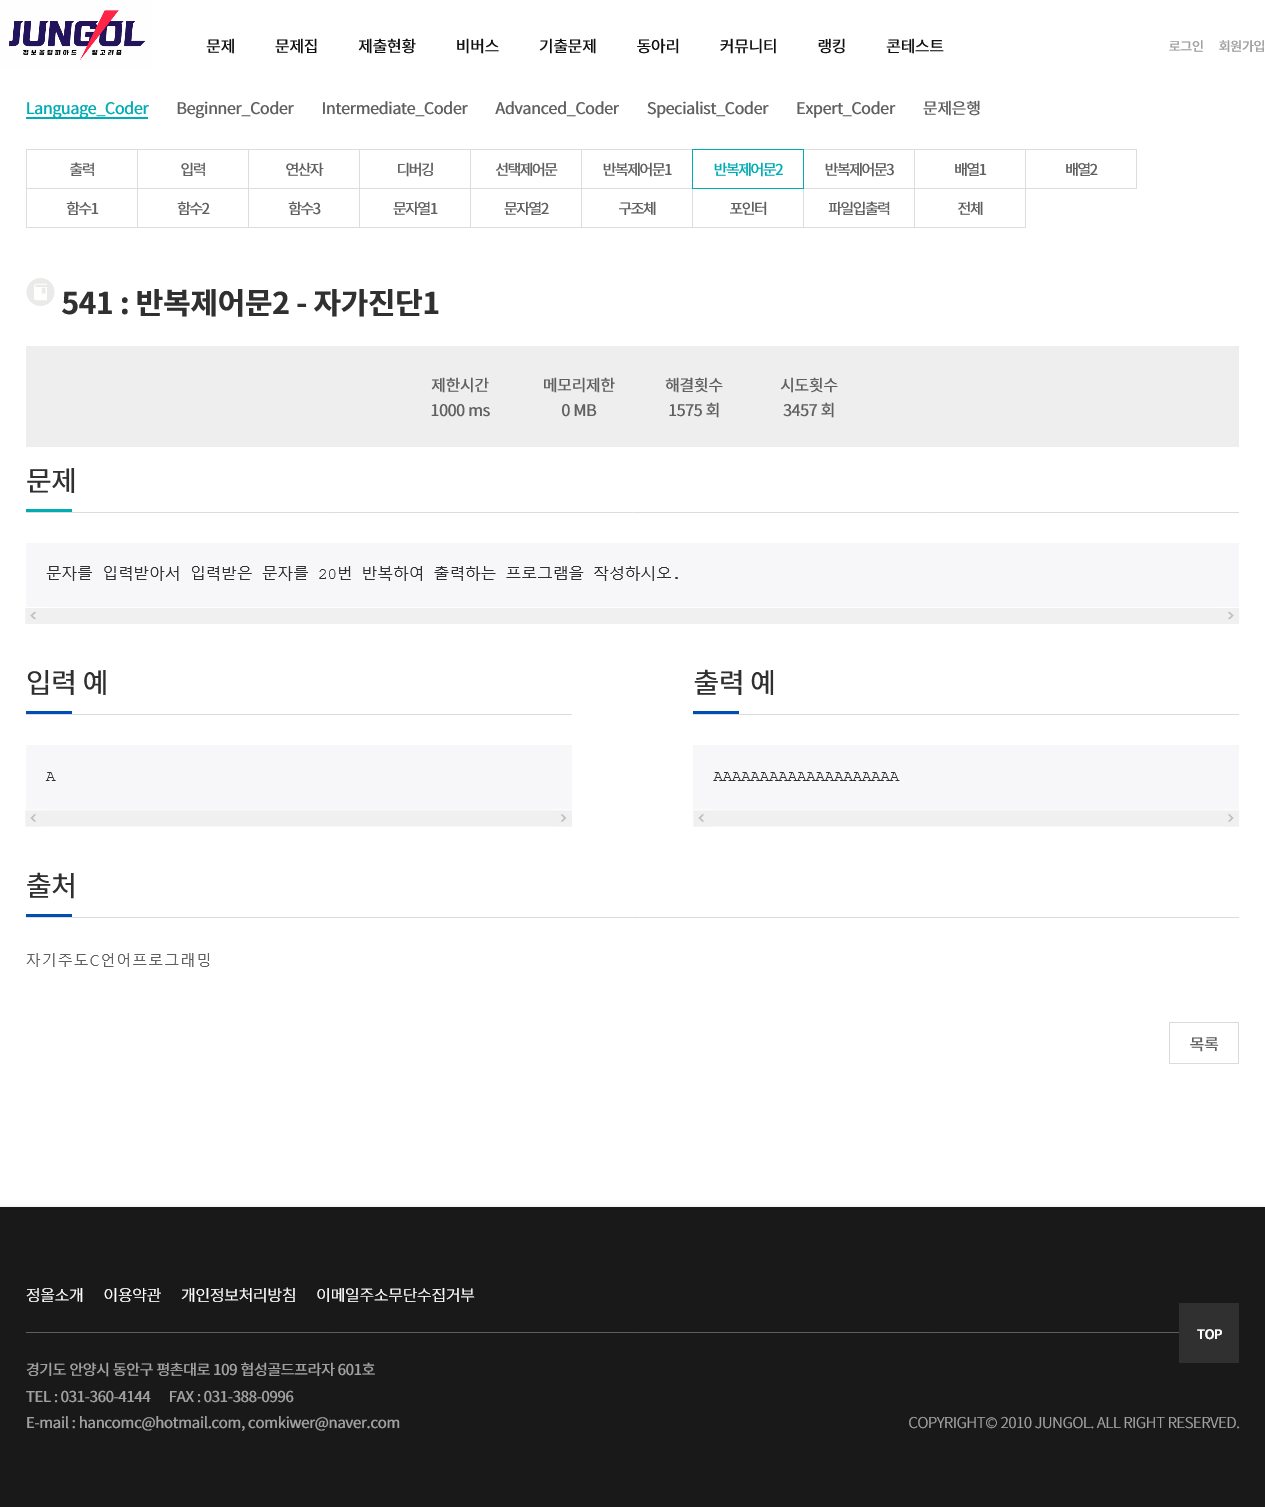 JUNGOL
정보올림피아드 알고리즘
문제 문제집 제출현황 비버스 기출문제 동아리 커뮤니티 랭킹 콘테스트 로그인 회원가입
Language_Coder Beginner_Coder Intermediate_Coder Advanced_Coder Specialist_Coder Expert_Coder 문제은행
출력 입력 연산자 디버깅 선택제어문 반복제어문1 반복제어문2 반복제어문3 배열1 배열2
함수1 함수2 함수3 문자열1 문자열2 구조체 포인터 파일입출력 전체
541 : 반복제어문2 - 자가진단1
제한시간 메모리제한 해결횟수 시도횟수
1000 ms 0 MB 1575 회 3457 회
문제
문자를 입력받아서 입력받은 문자를 20번 반복하여 출력하는 프로그램을 작성하시오.
입력 예 출력 예
A AAAAAAAAAAAAAAAAAAAA
출처
자기주도C언어프로그래밍
목록
정올소개 이용약관 개인정보처리방침 이메일주소무단수집거부
TOP
경기도 안양시 동안구 평촌대로 109 협성골드프라자 601호
TEL : 031-360-4144 FAX : 031-388-0996
E-mail : hancomc@hotmail.com, comkiwer@naver.com COPYRIGHT© 2010 JUNGOL. ALL RIGHT RESERVED.